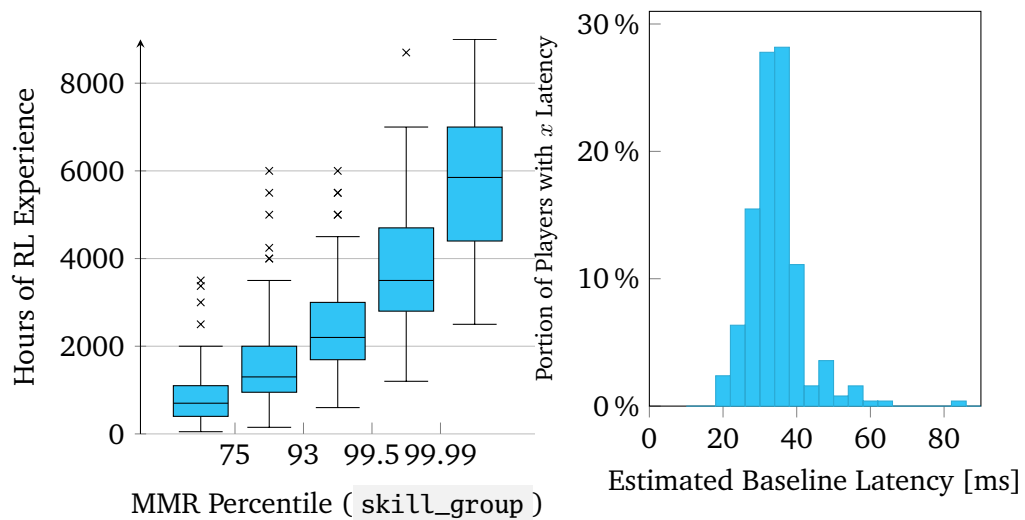 Hours of RL Experience
8000
6000
4000
2000
0
75 93 99.5 99.99
MMR Percentile ( skill_group )
Portion of Players with x Latency
30 %
20 %
10 %
0 %
0 20 40 60 80
Estimated Baseline Latency [ms]